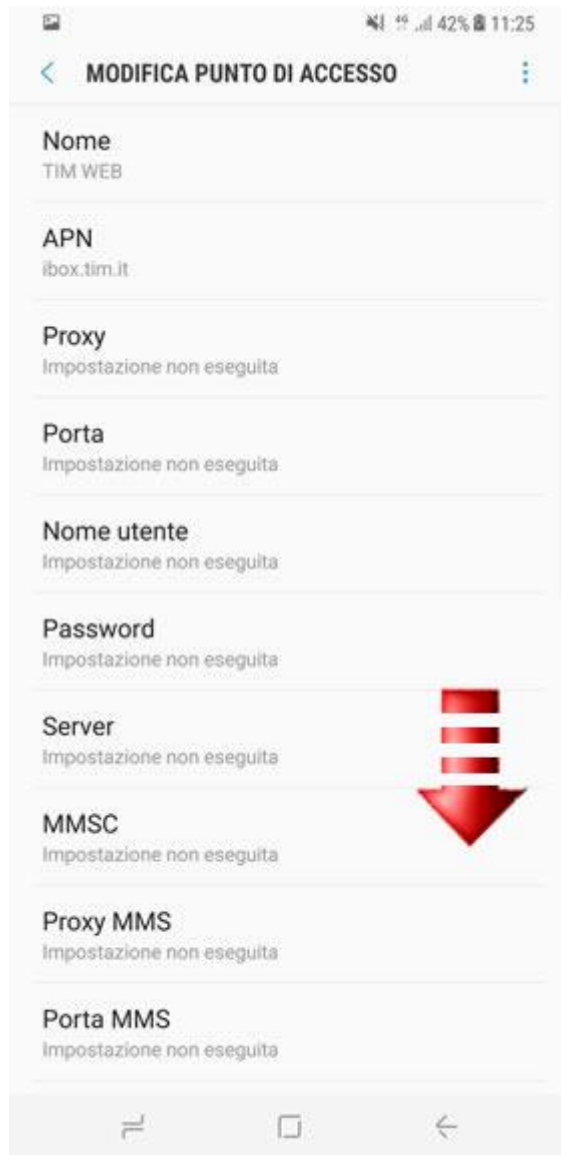 42% 11:25
MODIFICA PUNTO DI ACCESSO
Nome
TIM WEB
APN
ibox.tim.it
Proxy
Impostazione non eseguita
Porta
Impostazione non eseguita
Nome utente
Impostazione non eseguita
Password
Impostazione non eseguita
Server
Impostazione non eseguita
MMSC
Impostazione non eseguita
Proxy MMS
Impostazione non eseguita
Porta MMS
Impostazione non eseguita